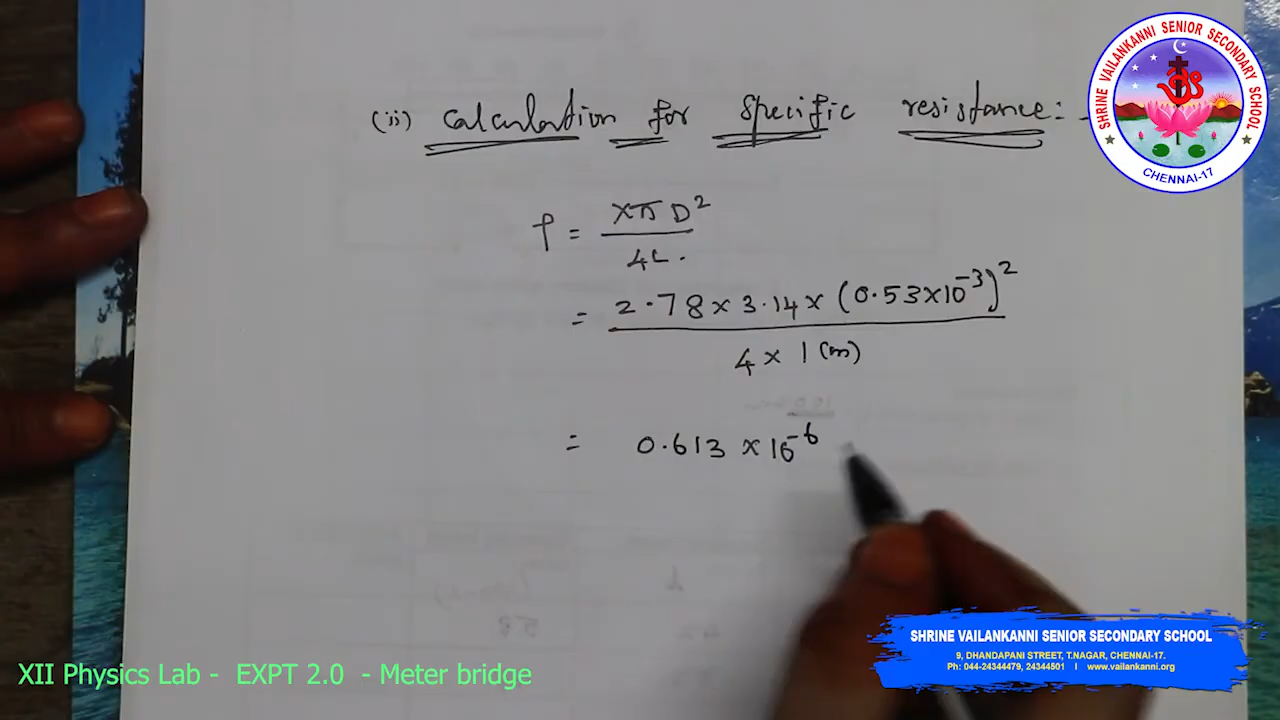 (ii) Calculation for Specific resistance: -
ρ = XπD²
4L.
= 2.78 × 3.14 × (0.53×10⁻³)²
4 × 1 (m)
= 0.613 × 10⁻⁶
SHRINE VAILANKANNI SENIOR SECONDARY SCHOOL
CHENNAI-17
SHRINE VAILANKANNI SENIOR SECONDARY SCHOOL
9, DHANDAPANI STREET, T.NAGAR, CHENNAI-17.
Ph: 044-24344479, 24344501 I www.vailankanni.org
XII Physics Lab - EXPT 2.0 - Meter bridge